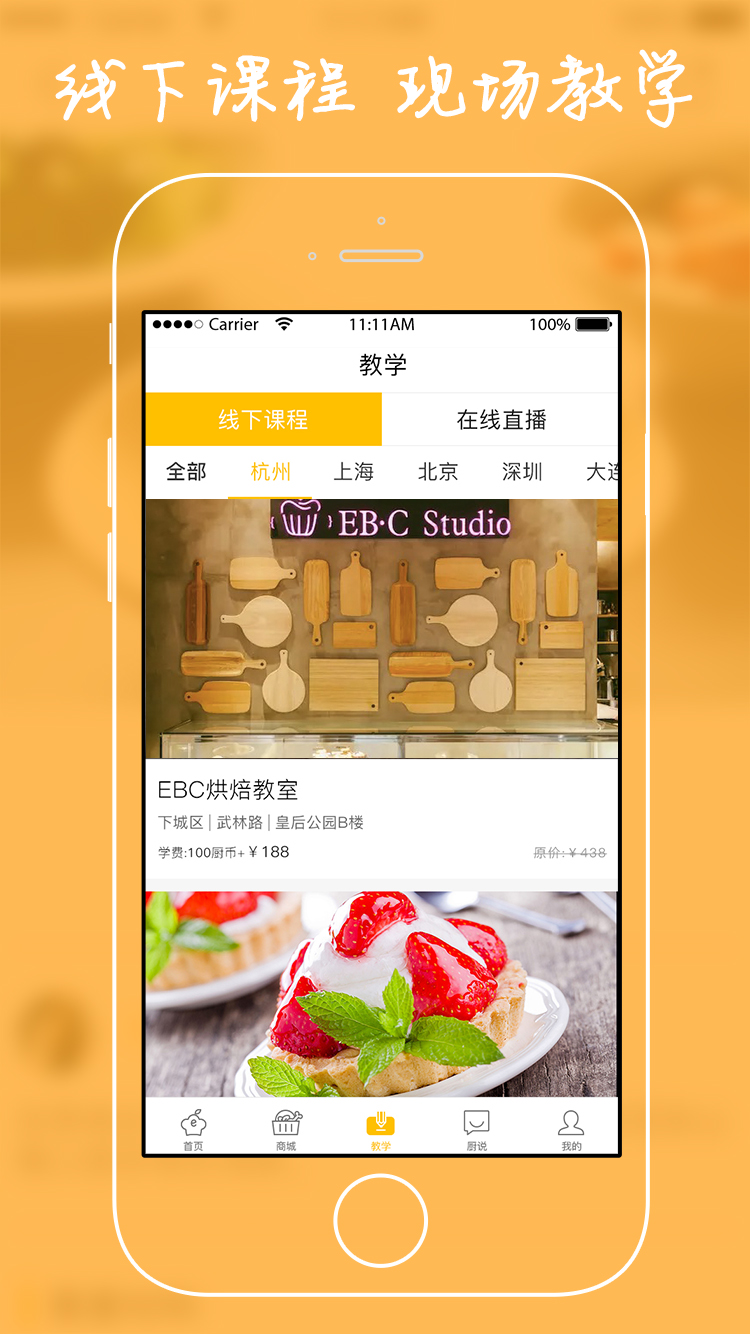 线下课程 现场教学
Carrier 11:11AM 100%
教学
线下课程 在线直播
全部 杭州 上海 北京 深圳 大连
EB·C Studio
EBC烘焙教室
下城区 | 武林路 | 皇后公园B楼
学费:100厨币+¥188 原价:¥438
首页 商城 教学 厨说 我的